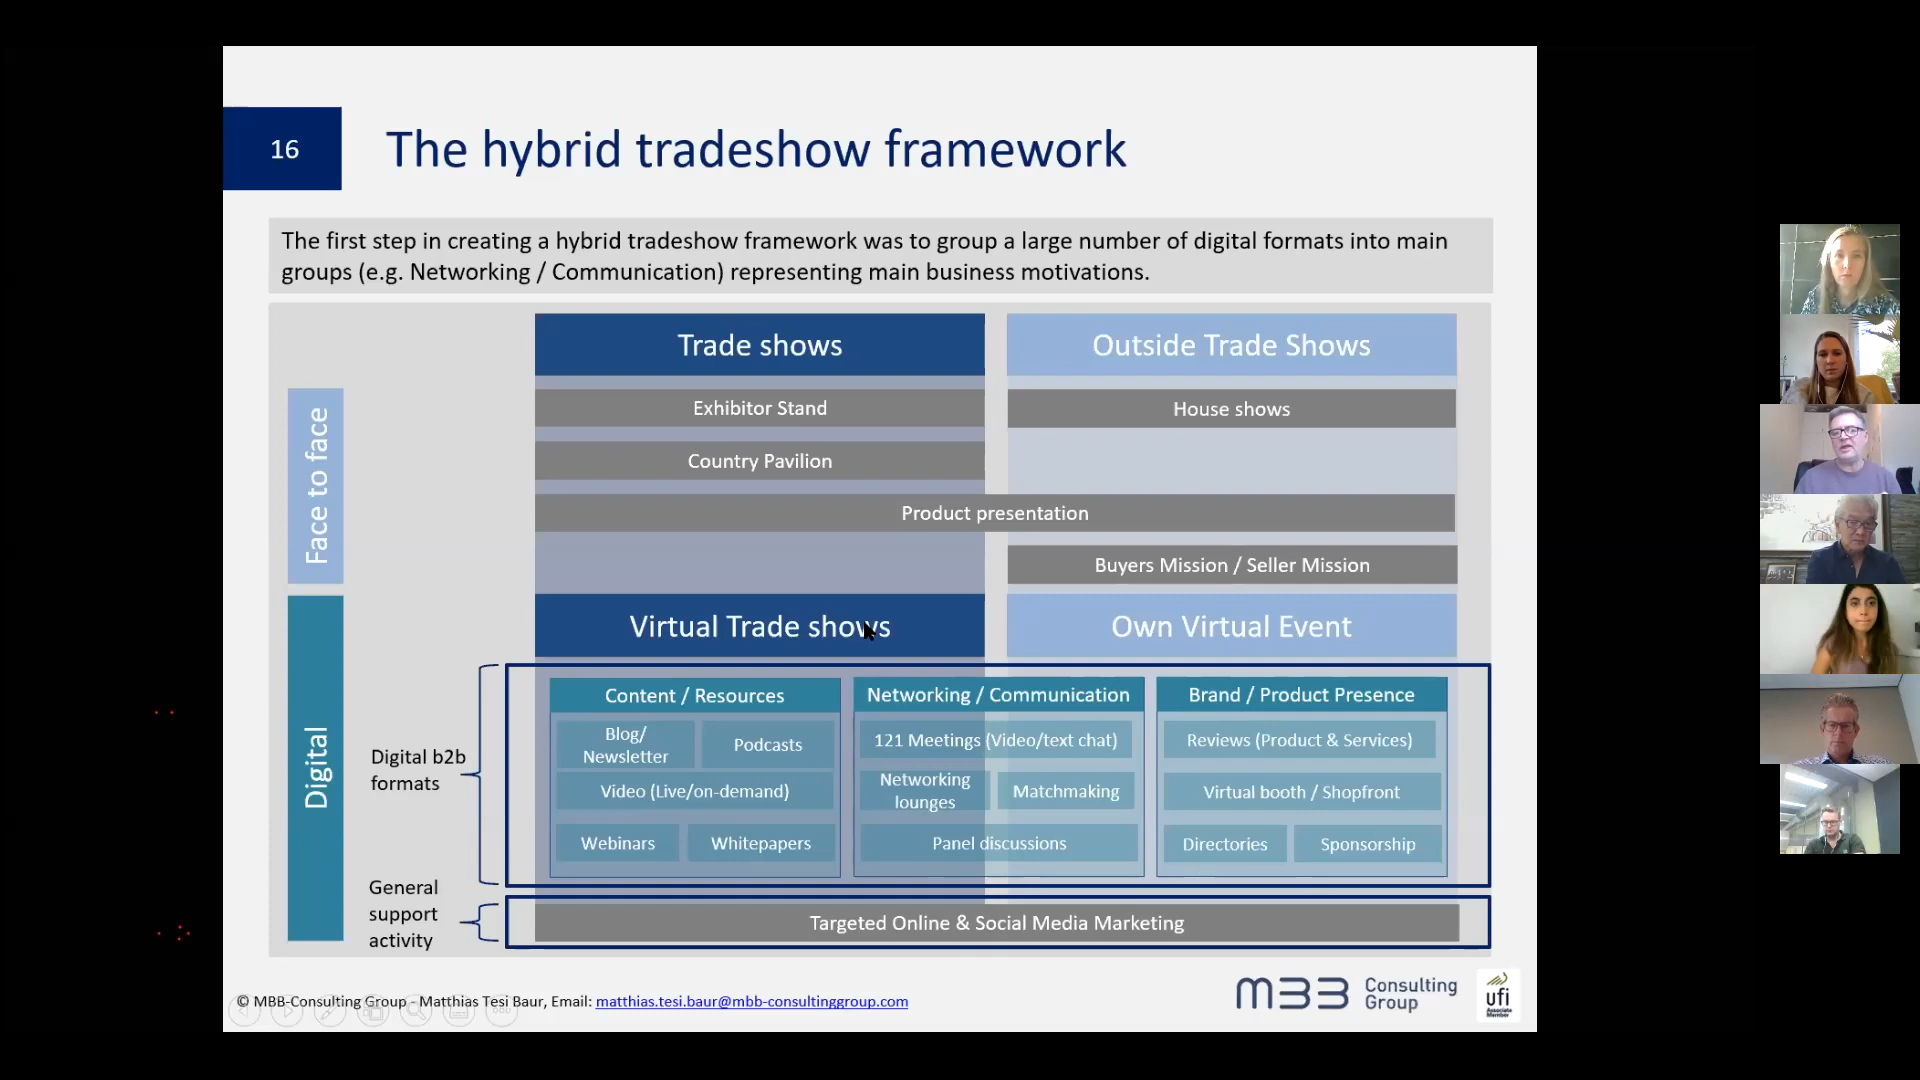 16
The hybrid tradeshow framework
The first step in creating a hybrid tradeshow framework was to group a large number of digital formats into main
groups (e.g. Networking / Communication) representing main business motivations.
Trade shows
Outside Trade Shows
Face to face
Exhibitor Stand
House shows
Country Pavilion
Product presentation
Buyers Mission / Seller Mission
Virtual Trade shows
Own Virtual Event
Digital
Digital b2b
formats
Content / Resources
Blog/
Newsletter
Podcasts
Video (Live/on-demand)
Webinars
Whitepapers
Networking / Communication
121 Meetings (Video/text chat)
Networking
lounges
Matchmaking
Panel discussions
Brand / Product Presence
Reviews (Product & Services)
Virtual booth / Shopfront
Directories
Sponsorship
General
support
activity
Targeted Online & Social Media Marketing
© MBB-Consulting Group - Matthias Tesi Baur, Email: matthias.tesi.baur@mbb-consultinggroup.com
MBB Consulting
Group
ufi
Associate
Member